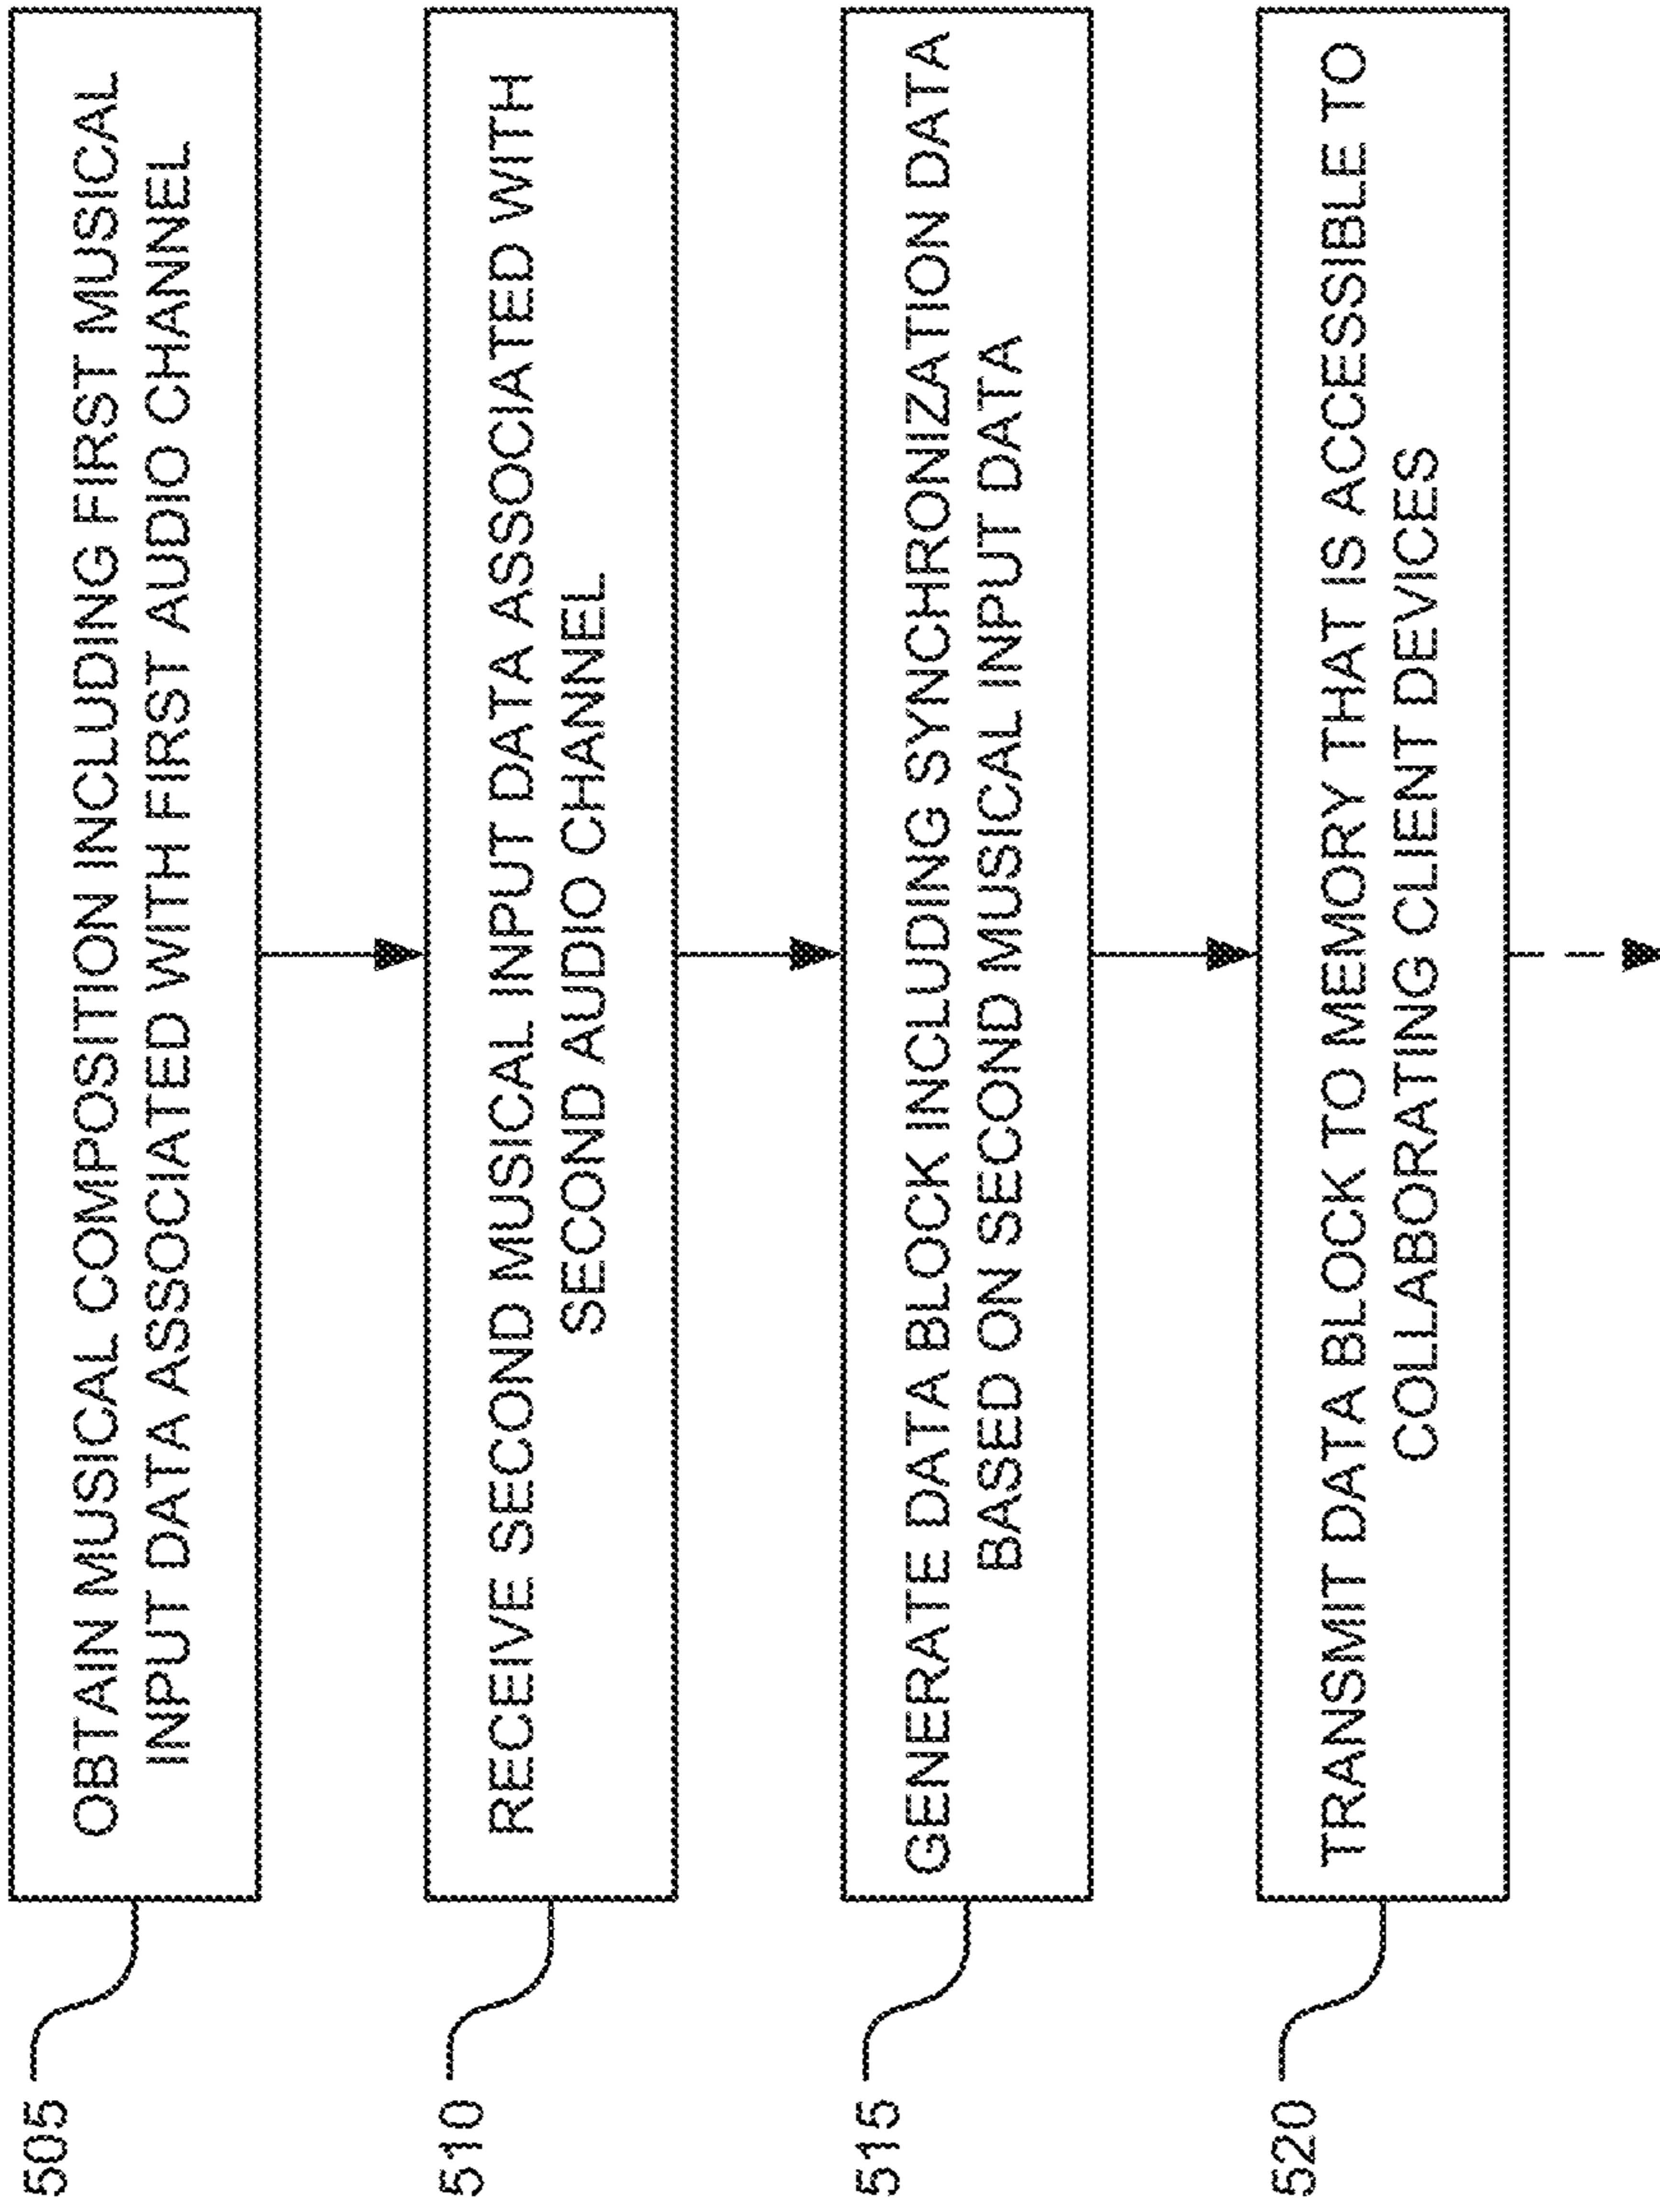 505
OBTAIN MUSICAL COMPOSITION INCLUDING FIRST MUSICAL
INPUT DATA ASSOCIATED WITH FIRST AUDIO CHANNEL
510
RECEIVE SECOND MUSICAL INPUT DATA ASSOCIATED WITH
SECOND AUDIO CHANNEL
515
GENERATE DATA BLOCK INCLUDING SYNCHRONIZATION DATA
BASED ON SECOND MUSICAL INPUT DATA
520
TRANSMIT DATA BLOCK TO MEMORY THAT IS ACCESSIBLE TO
COLLABORATING CLIENT DEVICES